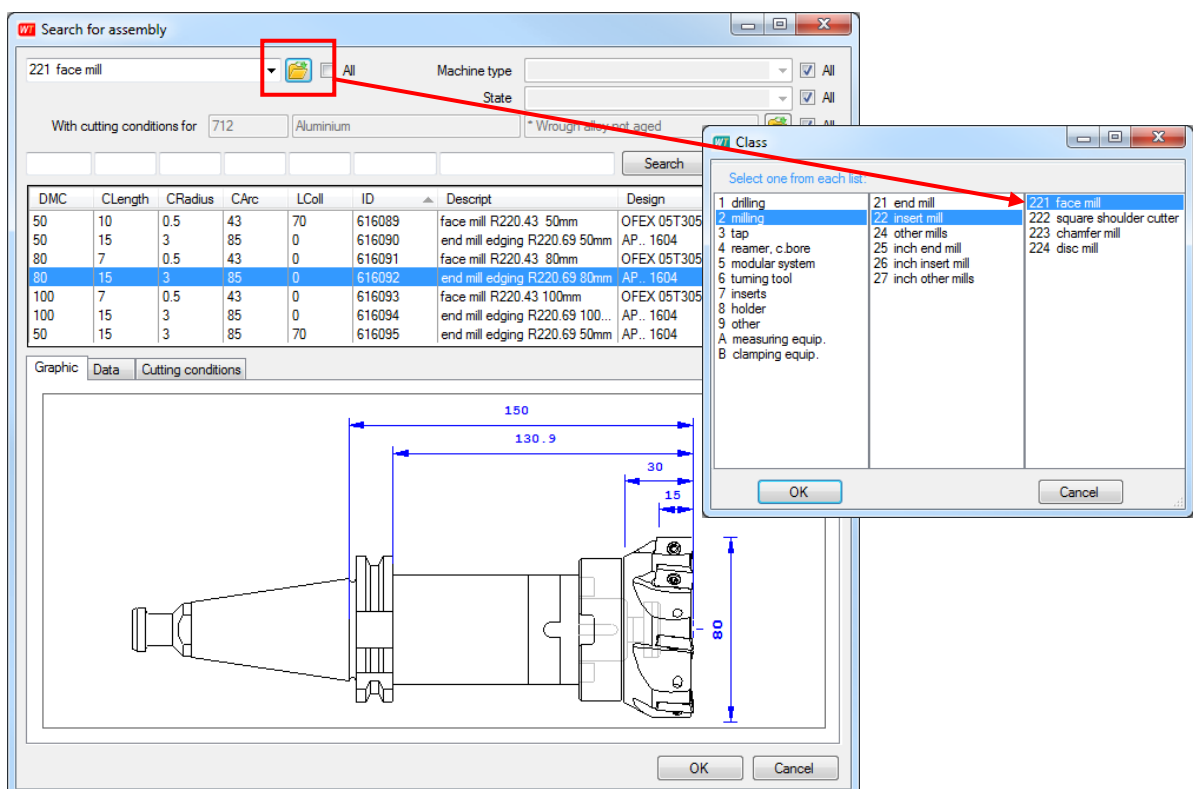 WT Search for assembly
221 face mill All Machine type All
State All
With cutting conditions for 712 Aluminium * Wrough alloy not aged All
Search
DMC CLength CRadius CArc LColl ID Descript Design
50 10 0.5 43 70 616089 face mill R220.43 50mm OFEX 05T305
50 15 3 85 0 616090 end mill edging R220.69 50mm AP.. 1604
80 7 0.5 43 0 616091 face mill R220.43 80mm OFEX 05T305
80 15 3 85 0 616092 end mill edging R220.69 80mm AP.. 1604
100 7 0.5 43 0 616093 face mill R220.43 100mm OFEX 05T305
100 15 3 85 0 616094 end mill edging R220.69 100... AP.. 1604
50 15 3 85 70 616095 end mill edging R220.69 50mm AP.. 1604
Graphic Data Cutting conditions
150
130.9
30
15
80
OK Cancel
WT Class
Select one from each list:
1 drilling
2 milling
3 tap
4 reamer, c.bore
5 modular system
6 turning tool
7 inserts
8 holder
9 other
A measuring equip.
B clamping equip.
21 end mill
22 insert mill
24 other mills
25 inch end mill
26 inch insert mill
27 inch other mills
221 face mill
222 square shoulder cutter
223 chamfer mill
224 disc mill
OK Cancel